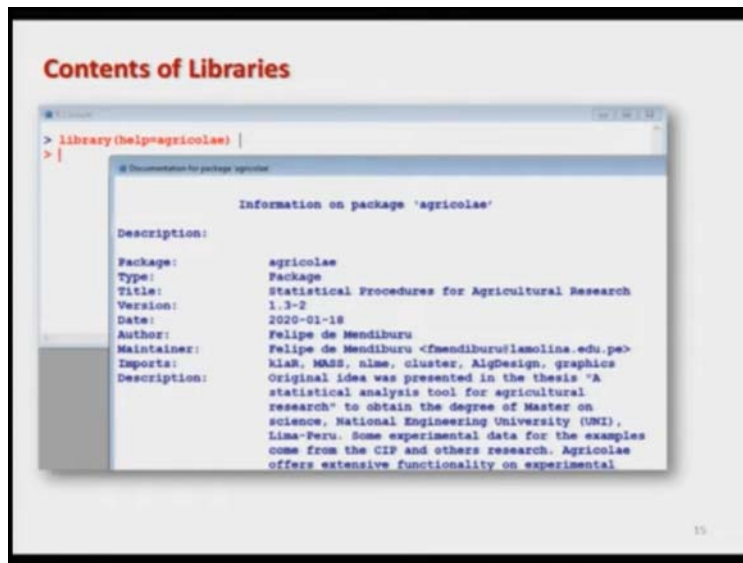 Contents of Libraries
R Console
> library(help=agricolae)
>
Documentation for package 'agricolae'
Information on package 'agricolae'
Description:
Package: agricolae
Type: Package
Title: Statistical Procedures for Agricultural Research
Version: 1.3-2
Date: 2020-01-18
Author: Felipe de Mendiburu
Maintainer: Felipe de Mendiburu <fmendiburu@lamolina.edu.pe>
Imports: klaR, MASS, nlme, cluster, AlgDesign, graphics
Description: Original idea was presented in the thesis "A
statistical analysis tool for agricultural
research" to obtain the degree of Master on
science, National Engineering University (UNI),
Lima-Peru. Some experimental data for the examples
come from the CIP and others research. Agricolae
offers extensive functionality on experimental
15